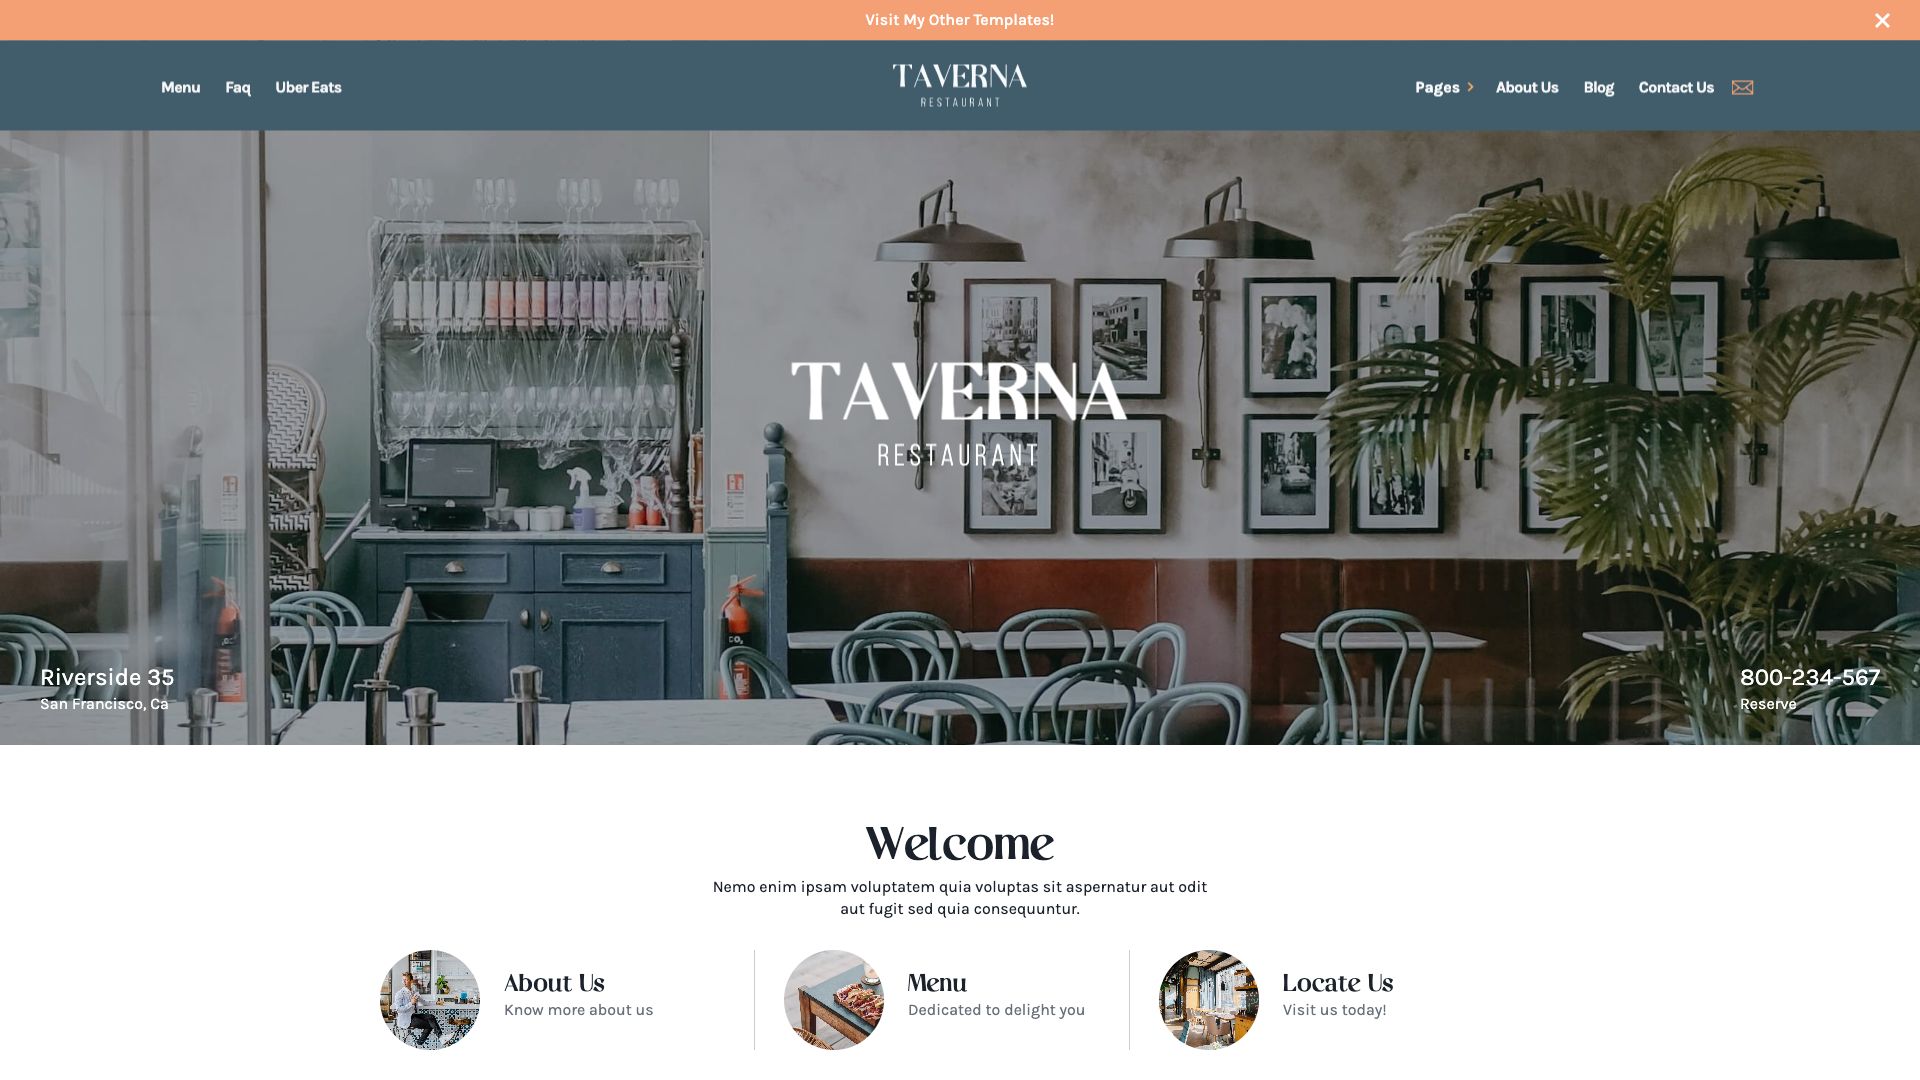 Visit My Other Templates!
Menu Faq Uber Eats
TAVERNA
RESTAURANT
Pages About Us Blog Contact Us
TAVERNA
RESTAURANT
Riverside 35
San Francisco, Ca
800-234-567
Reserve
Welcome
Nemo enim ipsam voluptatem quia voluptas sit aspernatur aut odit
aut fugit sed quia consequuntur.
About Us
Know more about us
Menu
Dedicated to delight you
Locate Us
Visit us today!